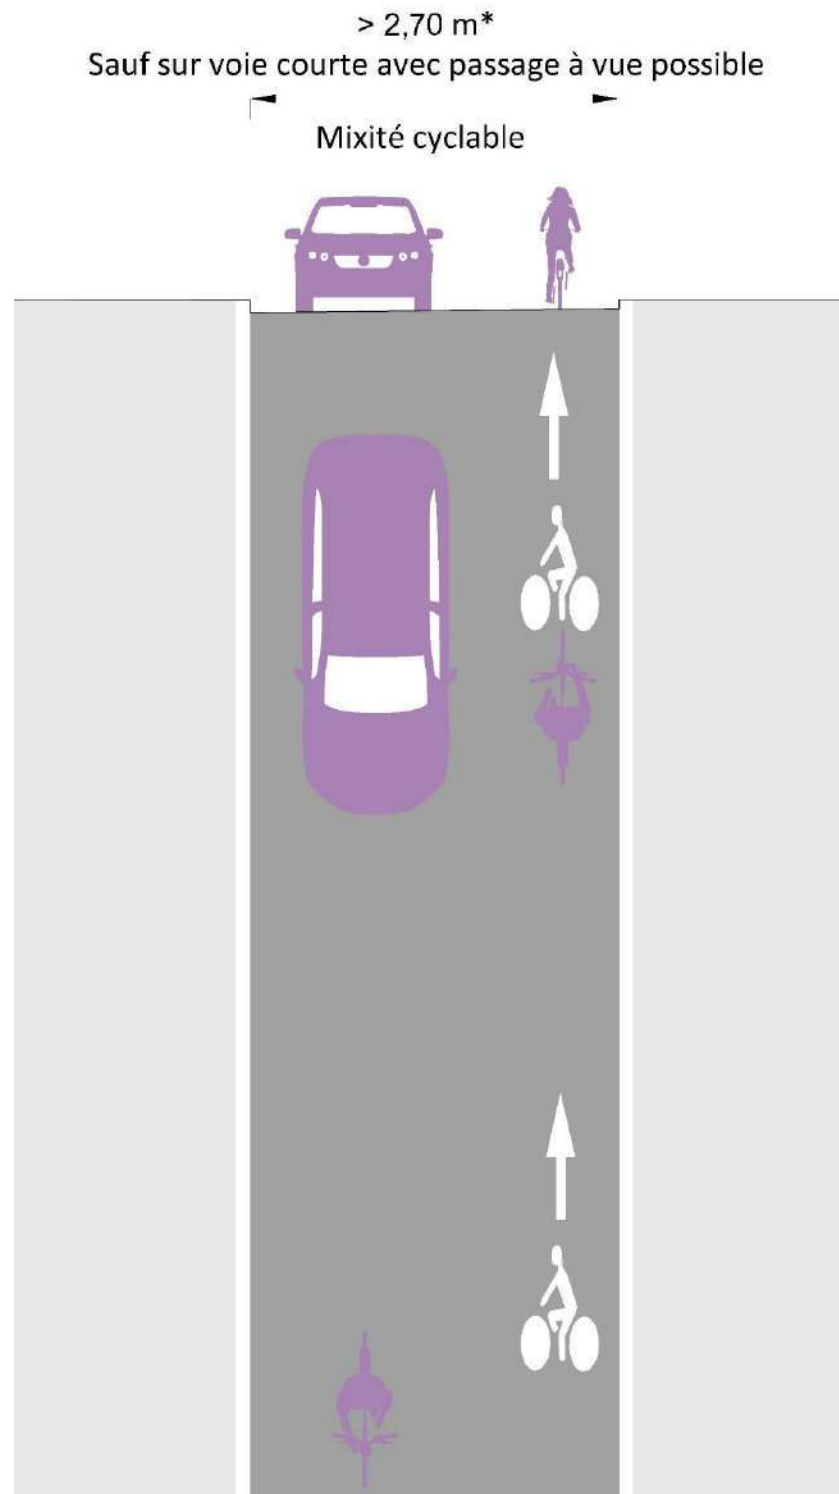 > 2,70 m*
Sauf sur voie courte avec passage à vue possible
Mixité cyclable